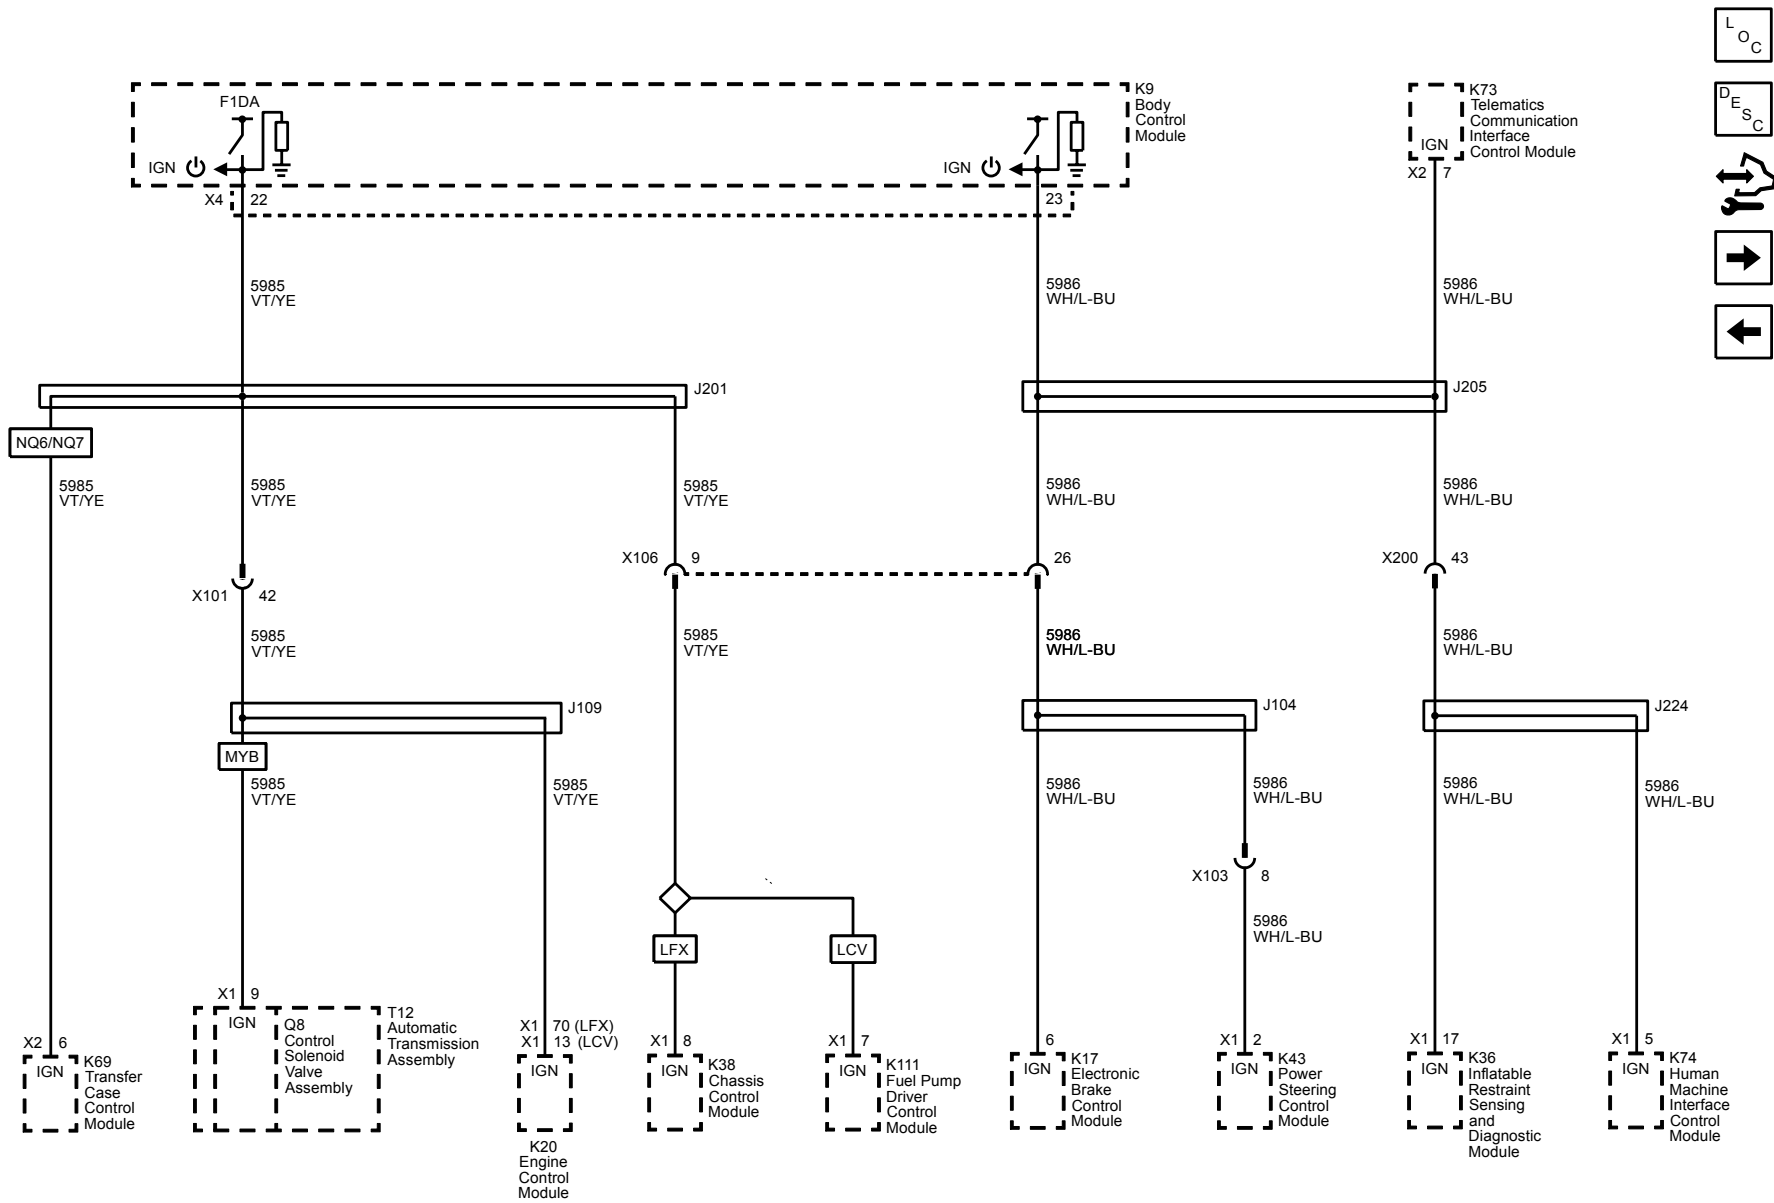 L
O
C
D
E
S
C
F1DA
IGN
IGN
K9
Body
Control
Module
K73
Telematics
Communication
Interface
Control Module
IGN
X2 7
X4 22
23
5985
VT/YE
5986
WH/L-BU
5986
WH/L-BU
J201
J205
NQ6/NQ7
5985
VT/YE
5985
VT/YE
5985
VT/YE
5986
WH/L-BU
5986
WH/L-BU
X106 9
26
X200 43
X101 42
5985
VT/YE
5985
VT/YE
5986
WH/L-BU
5986
WH/L-BU
J109
J104
J224
MYB
5985
VT/YE
5985
VT/YE
5986
WH/L-BU
5986
WH/L-BU
5986
WH/L-BU
5986
WH/L-BU
X103 8
5986
WH/L-BU
LFX
LCV
X2 6
IGN
K69
Transfer
Case
Control
Module
X1 9
IGN
Q8
Control
Solenoid
Valve
Assembly
T12
Automatic
Transmission
Assembly
X1 70 (LFX)
X1 13 (LCV)
IGN
K20
Engine
Control
Module
X1 8
IGN
K38
Chassis
Control
Module
X1 7
IGN
K111
Fuel Pump
Driver
Control
Module
6
IGN
K17
Electronic
Brake
Control
Module
X1 2
IGN
K43
Power
Steering
Control
Module
X1 17
IGN
K36
Inflatable
Restraint
Sensing
and
Diagnostic
Module
X1 5
IGN
K74
Human
Machine
Interface
Control
Module